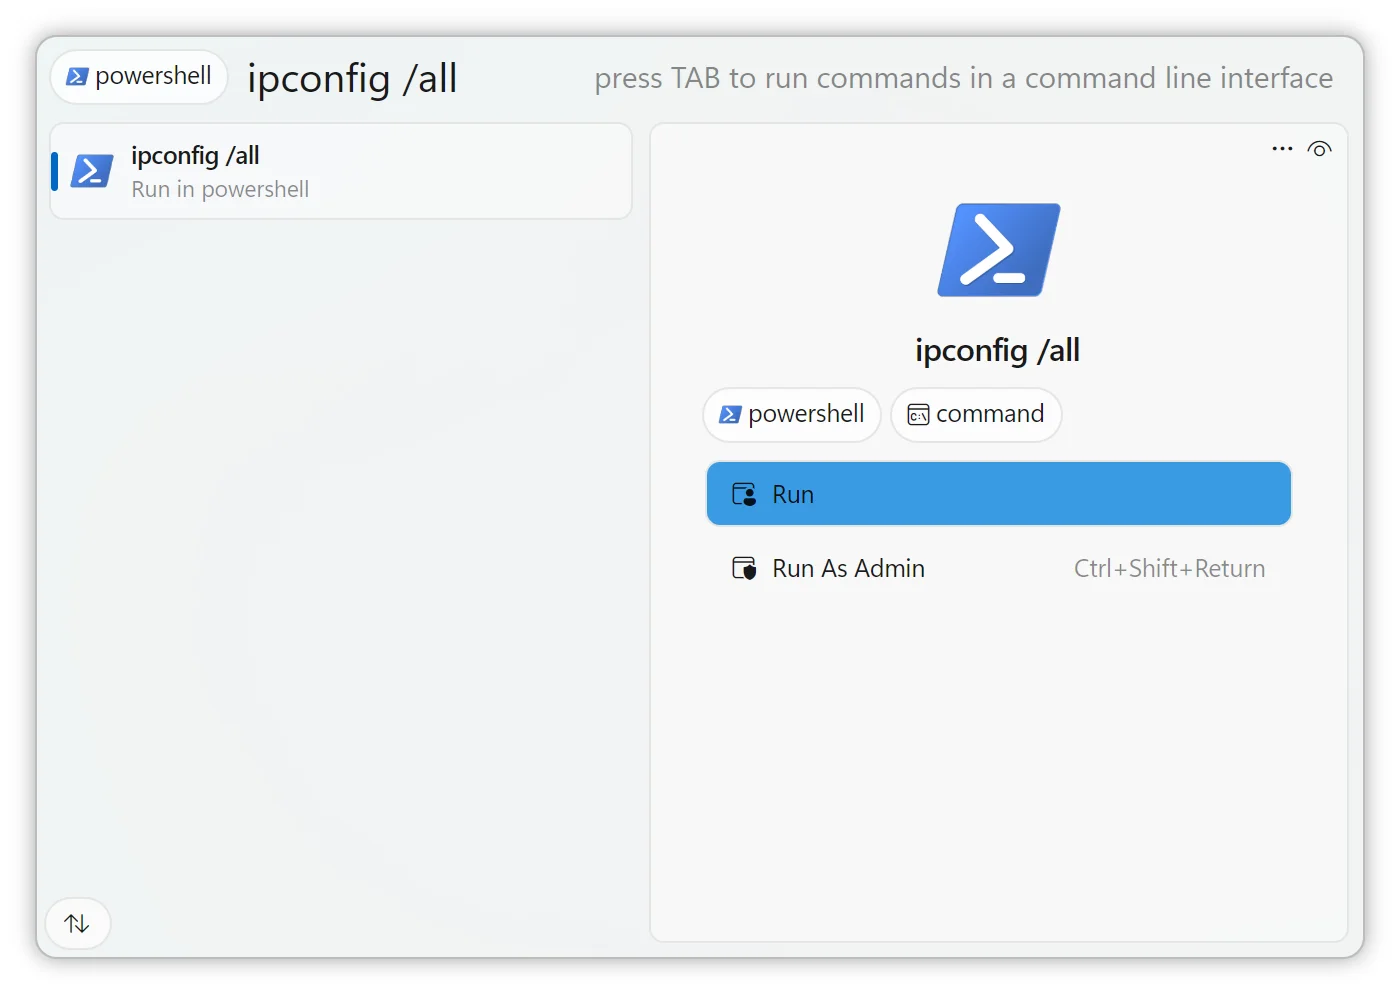 powershell ipconfig /all press TAB to run commands in a command line interface
ipconfig /all
Run in powershell
ipconfig /all
powershell command
Run
Run As Admin Ctrl+Shift+Return